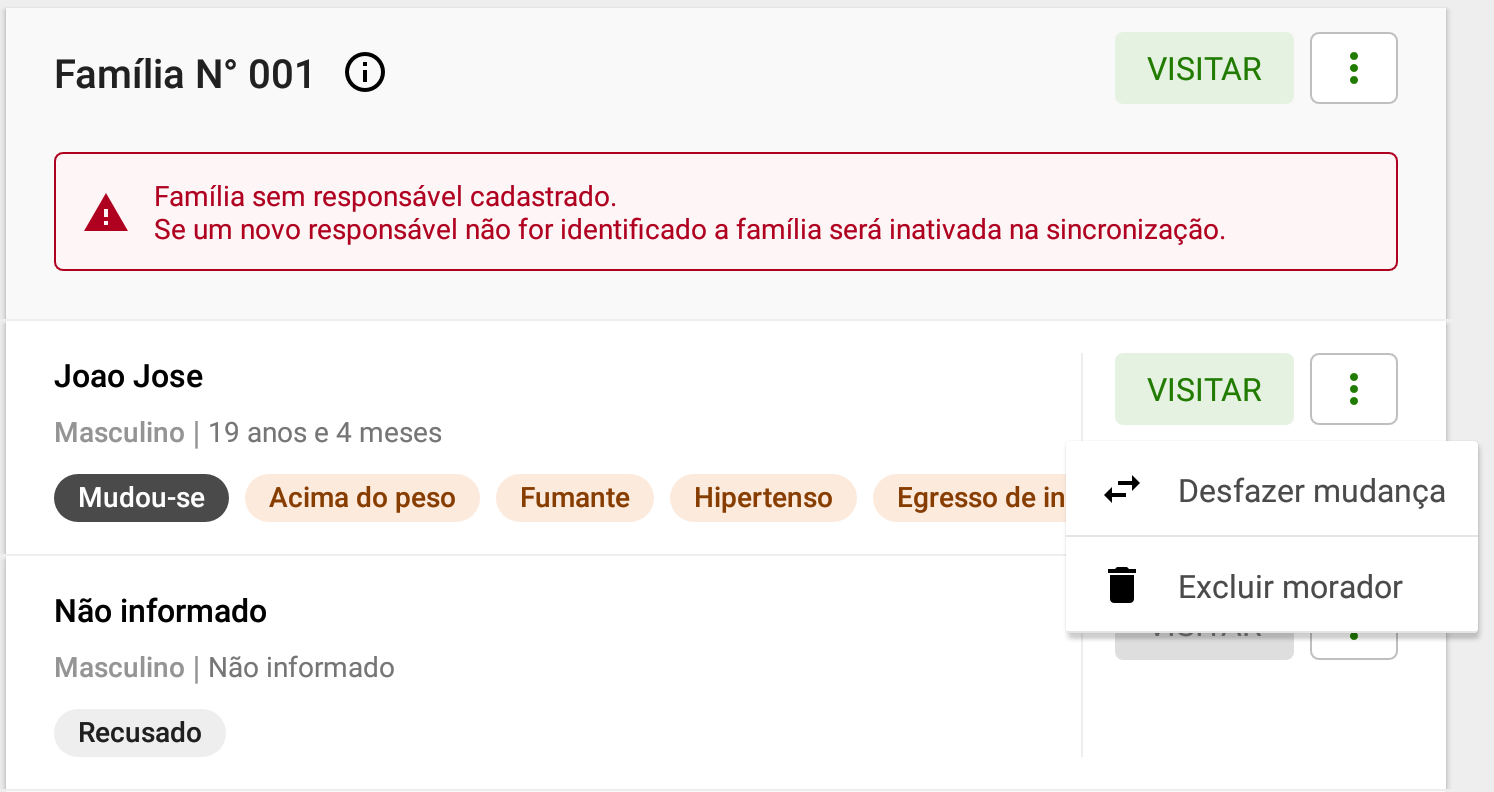 Família N° 001
VISITAR
Família sem responsável cadastrado.
Se um novo responsável não for identificado a família será inativada na sincronização.
Joao Jose
VISITAR
Masculino | 19 anos e 4 meses
Mudou-se
Acima do peso
Fumante
Hipertenso
Egresso de in
Desfazer mudança
Excluir morador
Não informado
VISITAR
Masculino | Não informado
Recusado